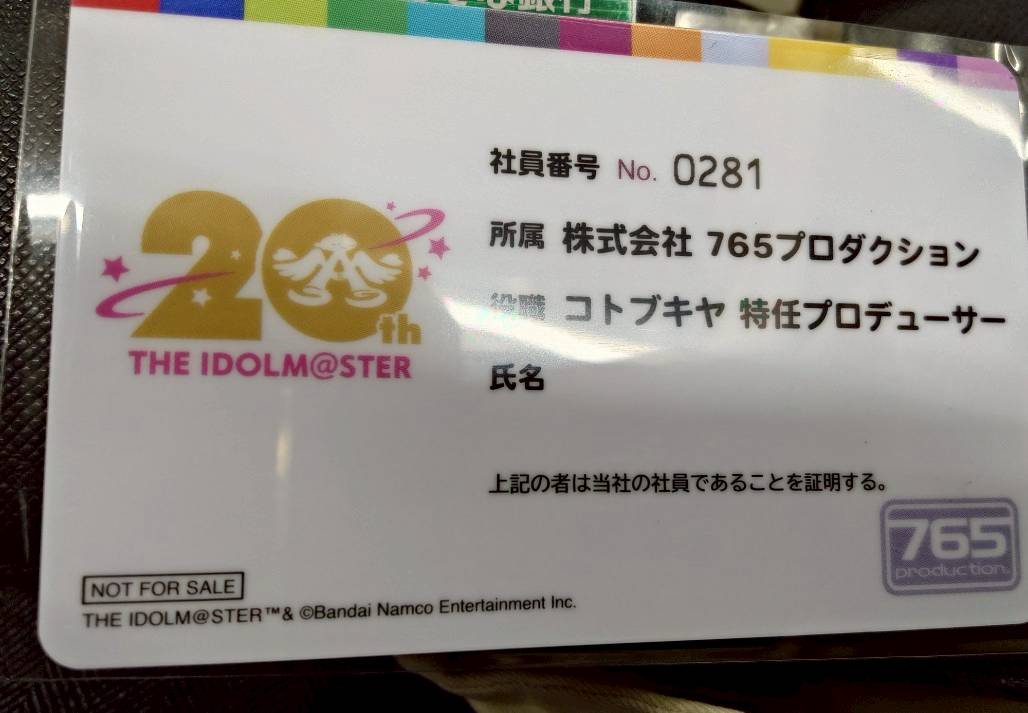 社員番号 No. 0281
所属 株式会社 765プロダクション
役職 コトブキヤ 特任プロデューサー
氏名
20th
THE IDOLM@STER
上記の者は当社の社員であることを証明する。
765
production.
NOT FOR SALE
THE IDOLM@STER™& ©Bandai Namco Entertainment Inc.